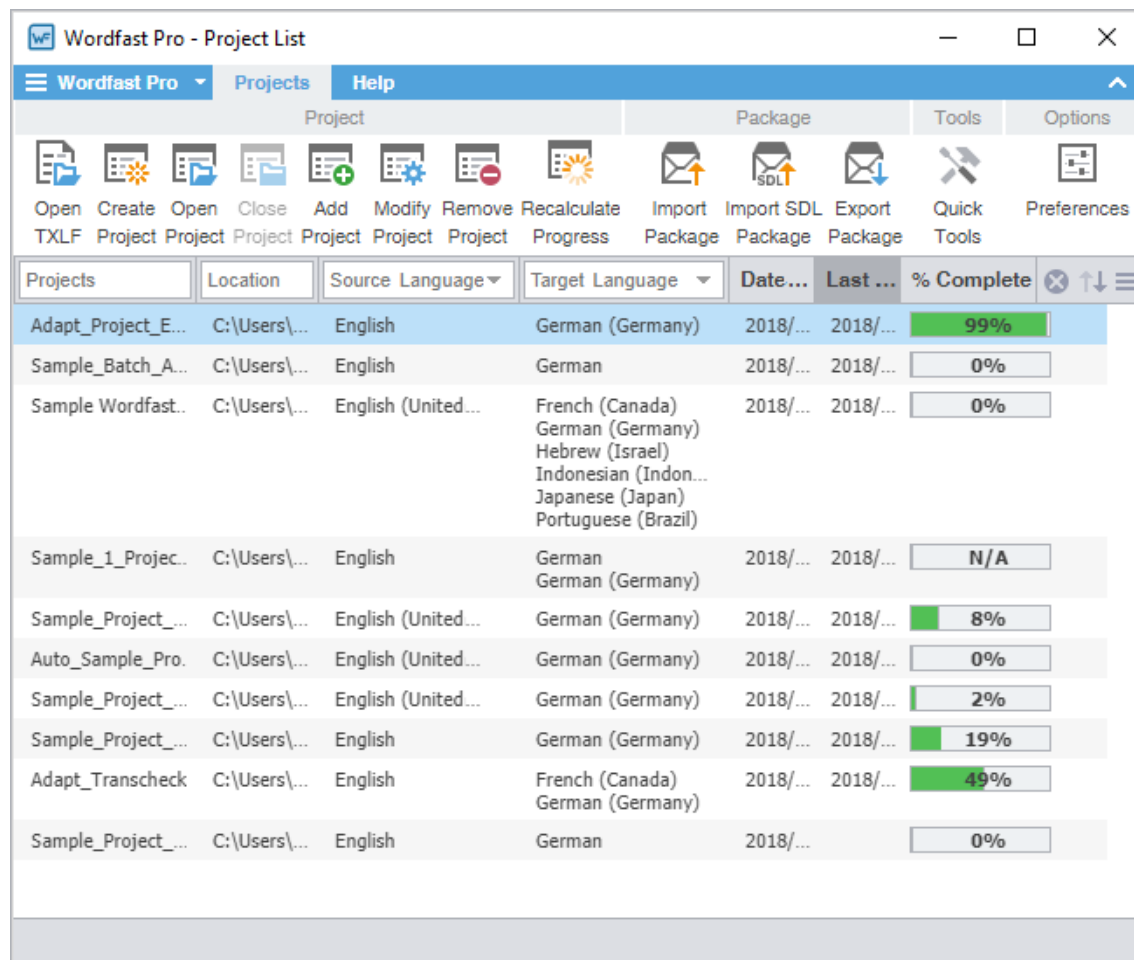 WF Wordfast Pro - Project List
Wordfast Pro Projects Help
Project Package Tools Options
Open TXLF
Create Project
Open Project
Close Project
Add Project
Modify Project
Remove Project
Recalculate Progress
Import Package
SDL
Import SDL Package
Export Package
Quick Tools
Preferences
Projects Location Source Language Target Language Date... Last ... % Complete
Adapt_Project_E... C:\Users\... English German (Germany) 2018/... 2018/... 99%
Sample_Batch_A... C:\Users\... English German 2018/... 2018/... 0%
Sample Wordfast.. C:\Users\... English (United... French (Canada) 2018/... 2018/... 0%
German (Germany)
Hebrew (Israel)
Indonesian (Indon...
Japanese (Japan)
Portuguese (Brazil)
Sample_1_Projec.. C:\Users\... English German 2018/... 2018/... N/A
German (Germany)
Sample_Project_... C:\Users\... English (United... German (Germany) 2018/... 2018/... 8%
Auto_Sample_Pro. C:\Users\... English (United... German (Germany) 2018/... 2018/... 0%
Sample_Project_... C:\Users\... English (United... German (Germany) 2018/... 2018/... 2%
Sample_Project_... C:\Users\... English German (Germany) 2018/... 2018/... 19%
Adapt_Transcheck C:\Users\... English French (Canada) 2018/... 2018/... 49%
German (Germany)
Sample_Project_... C:\Users\... English German 2018/... 0%